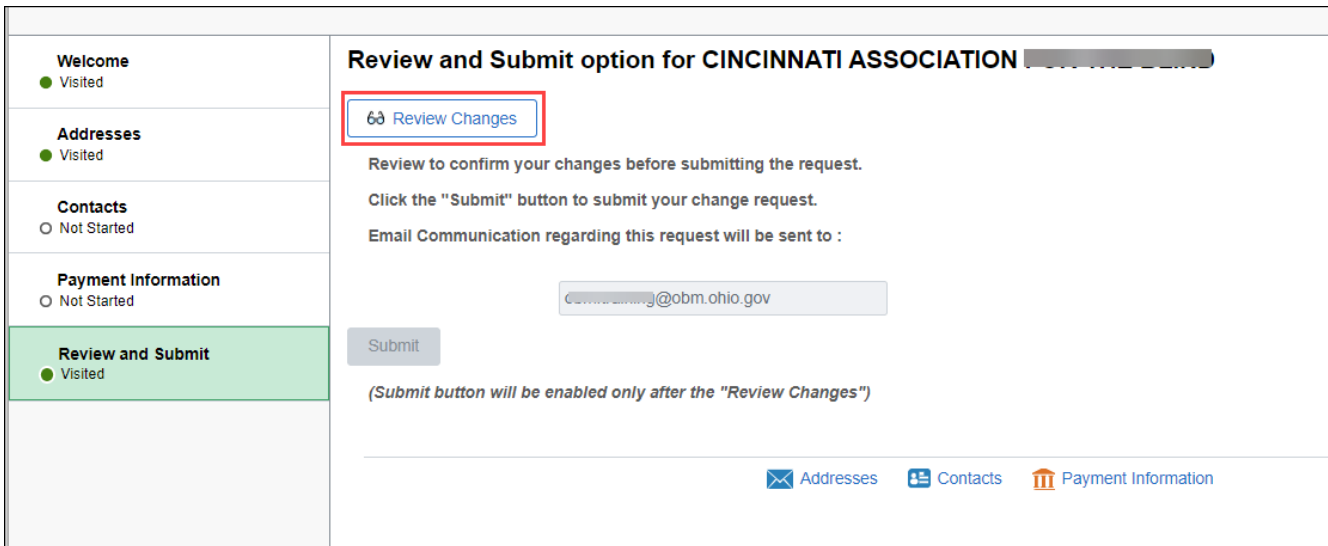 Welcome
Visited
Addresses
Visited
Contacts
Not Started
Payment Information
Not Started
Review and Submit
Visited
Review and Submit option for CINCINNATI ASSOCIATION
Review Changes
Review to confirm your changes before submitting the request.
Click the "Submit" button to submit your change request.
Email Communication regarding this request will be sent to :
@obm.ohio.gov
Submit
(Submit button will be enabled only after the "Review Changes")
Addresses Contacts Payment Information